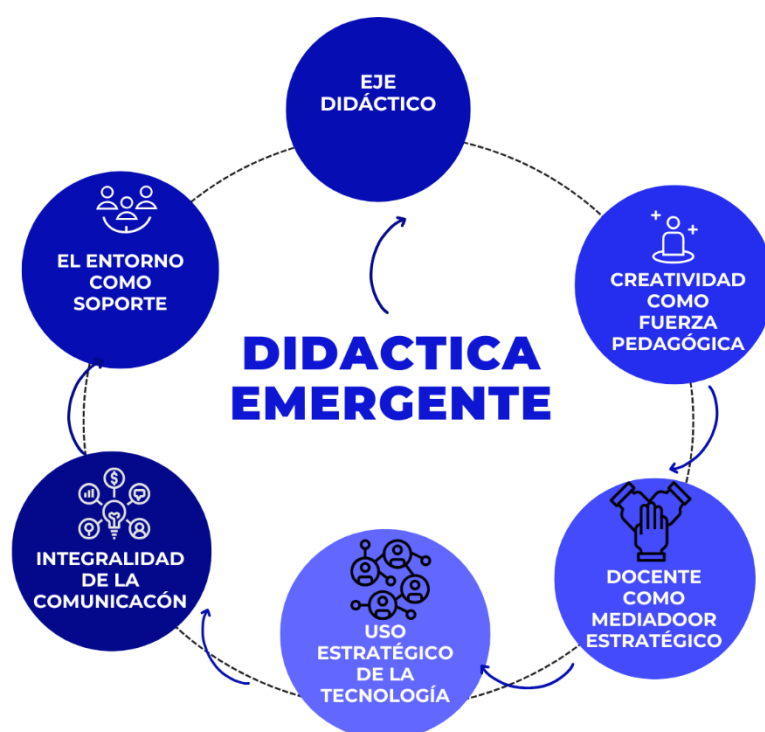 EJE
DIDÁCTICO
CREATIVIDAD
COMO
FUERZA
PEDAGÓGICA
DOCENTE
COMO
MEDIADOOR
ESTRATÉGICO
USO
ESTRATÉGICO
DE LA
TECNOLOGÍA
INTEGRALIDAD
DE LA
COMUNICACÓN
EL ENTORNO
COMO
SOPORTE
DIDACTICA
EMERGENTE